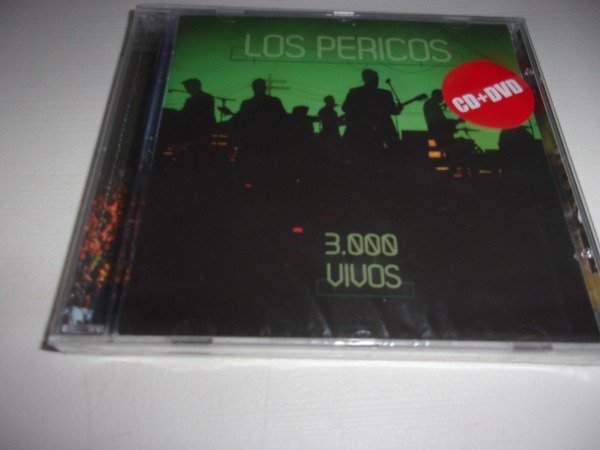 LOS PERICOS
CD+DVD
3.000
VIVOS